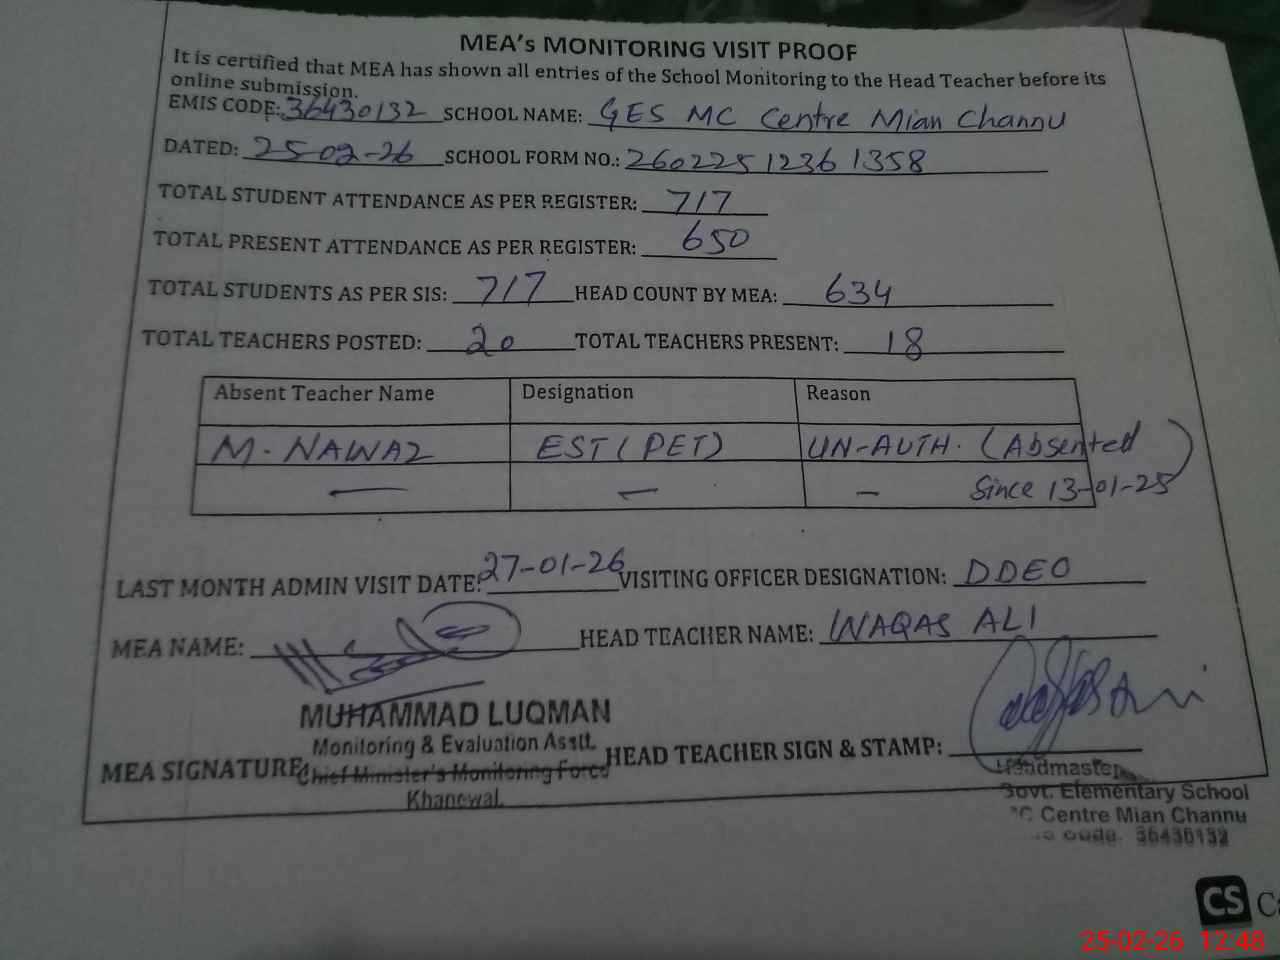 MEA's MONITORING VISIT PROOF
It is certified that MEA has shown all entries of the School Monitoring to the Head Teacher before its
online submission.
EMIS CODE: 36430132 SCHOOL NAME: GES MC Centre Mian Channu
DATED: 25-02-26 SCHOOL FORM NO.: 26022512361358
TOTAL STUDENT ATTENDANCE AS PER REGISTER: 717
TOTAL PRESENT ATTENDANCE AS PER REGISTER: 650
TOTAL STUDENTS AS PER SIS: 717 HEAD COUNT BY MEA: 634
TOTAL TEACHERS POSTED: 20 TOTAL TEACHERS PRESENT: 18
Absent Teacher Name Designation Reason
M. NAWAZ EST (PET) UN-AUTH. (Absented
— — — Since 13-01-25)
LAST MONTH ADMIN VISIT DATE: 27-01-26 VISITING OFFICER DESIGNATION: DDEO
MEA NAME: HEAD TEACHER NAME: WAQAS ALI
MUHAMMAD LUQMAN
Monitoring & Evaluation Asstt.
MEA SIGNATURE: Chief Minister's Monitoring Force HEAD TEACHER SIGN & STAMP:
Khanewal.
Headmaster
Govt. Elementary School
MC Centre Mian Channu
code. 36430132
CS
25-02-26 12:48